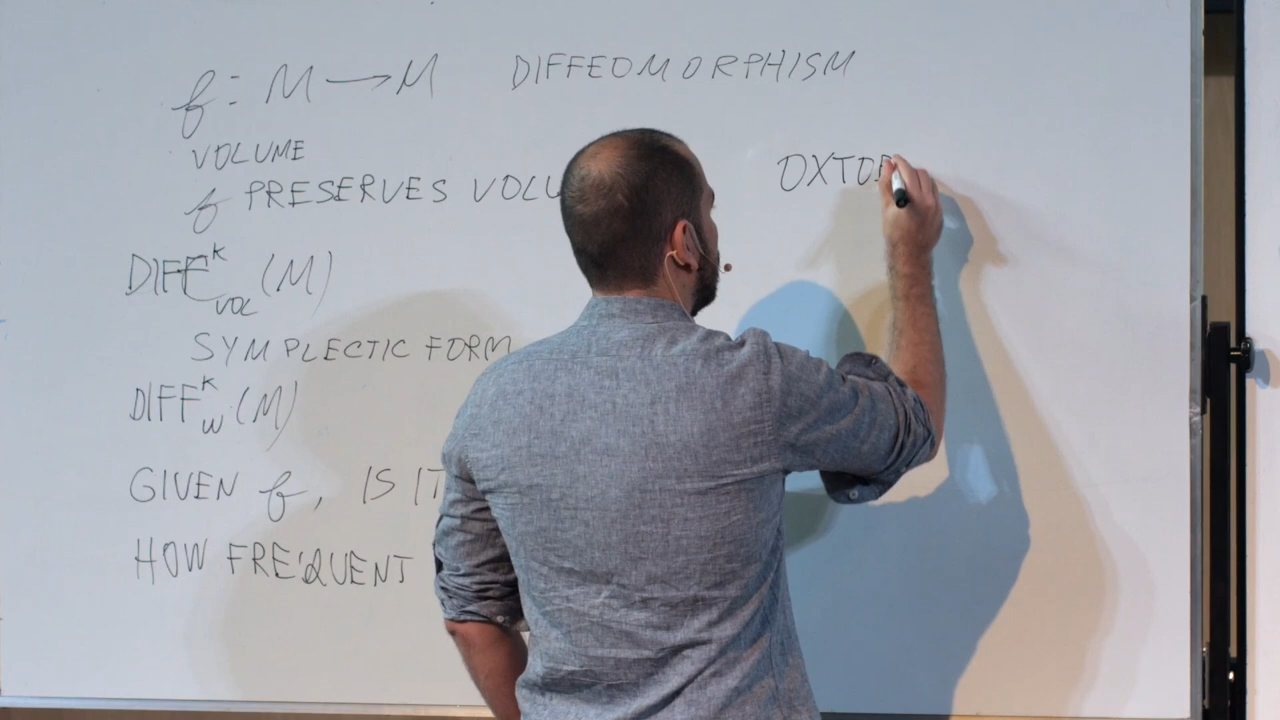 f: M → M DIFFEOMORPHISM
VOLUME
f PRESERVES VOLU
OXTO
DIFF^k_VOL (M)
SYMPLECTIC FORM
DIFF^k_W (M)
GIVEN f, IS IT
HOW FREQUENT